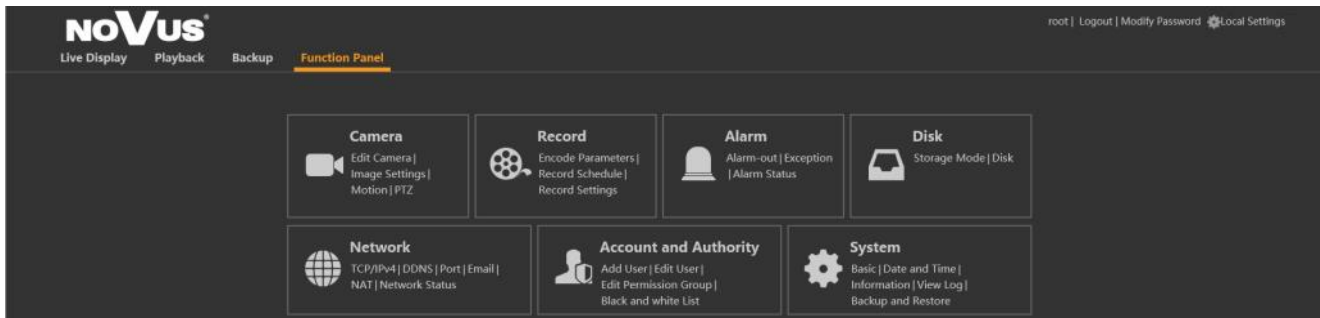 NOVUS®
root | Logout | Modify Password Local Settings
Live Display Playback Backup Function Panel
Camera
Edit Camera |
Image Settings |
Motion | PTZ
Record
Encode Parameters |
Record Schedule |
Record Settings
Alarm
Alarm-out | Exception
| Alarm Status
Disk
Storage Mode | Disk
Network
TCP/IPv4 | DDNS | Port | Email |
NAT | Network Status
Account and Authority
Add User | Edit User |
Edit Permission Group |
Black and white List
System
Basic | Date and Time |
Information | View Log |
Backup and Restore